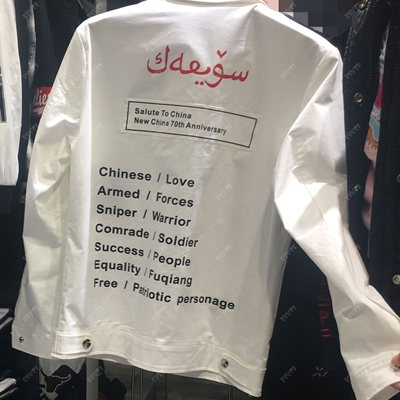 سۆيعەك
Salute To China
New China 70th Anniversary
Chinese / Love
Armed / Forces
Sniper / Warrior
Comrade / Soldier
Success / People
Equality / Fuqiang
Free / Patriotic personage